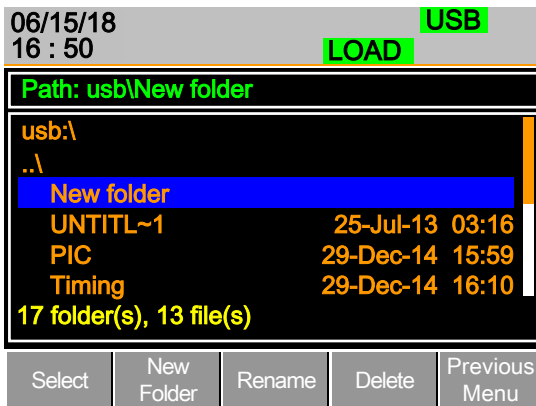 06/15/18
USB
16 : 50
LOAD
Path: usb\New folder
usb:\
..\
New folder
UNTITL~1 25-Jul-13 03:16
PIC 29-Dec-14 15:59
Timing 29-Dec-14 16:10
17 folder(s), 13 file(s)
Select
New
Folder
Rename
Delete
Previous
Menu